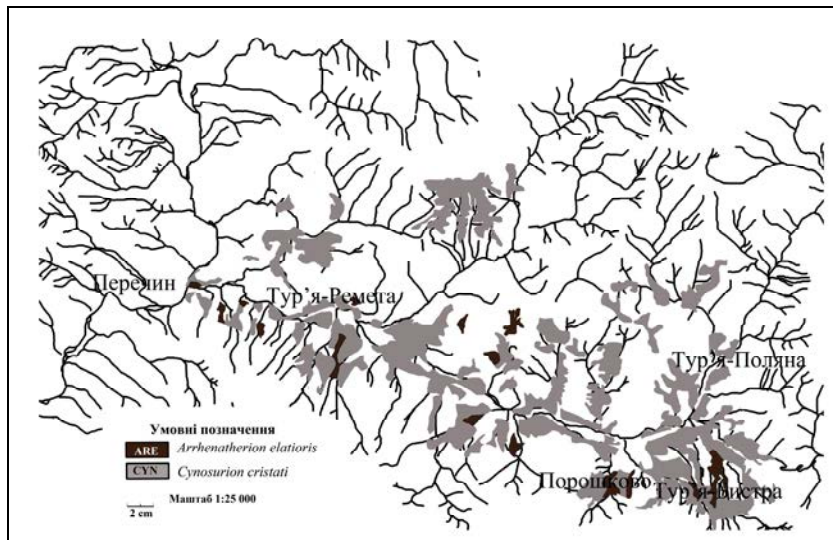 Перечин
Тур’я-Ремета
Тур’я-Поляна
Умовні позначення
ARE Arrhenatherion elatioris
CYN Cynosurion cristati
Порошково
Тур’я-Бистра
Маштаб 1:25 000
2 cm